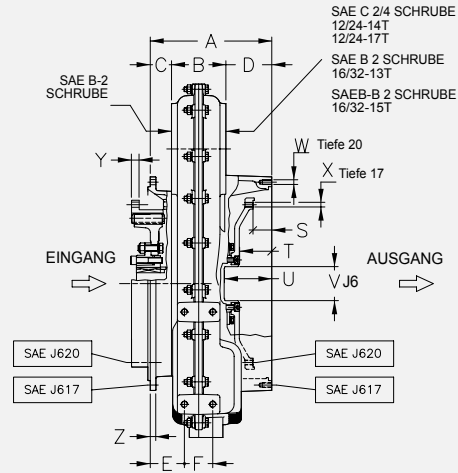 A
C B D
SAE C 2/4 SCHRUBE
12/24-14T
12/24-17T
SAE B 2 SCHRUBE
16/32-13T
SAEB-B 2 SCHRUBE
16/32-15T
SAE B-2
SCHRUBE
W Tiefe 20
X Tiefe 17
Y
S
T
U
V J6
EINGANG
AUSGANG
SAE J620
SAE J617
SAE J620
SAE J617
Z
E F